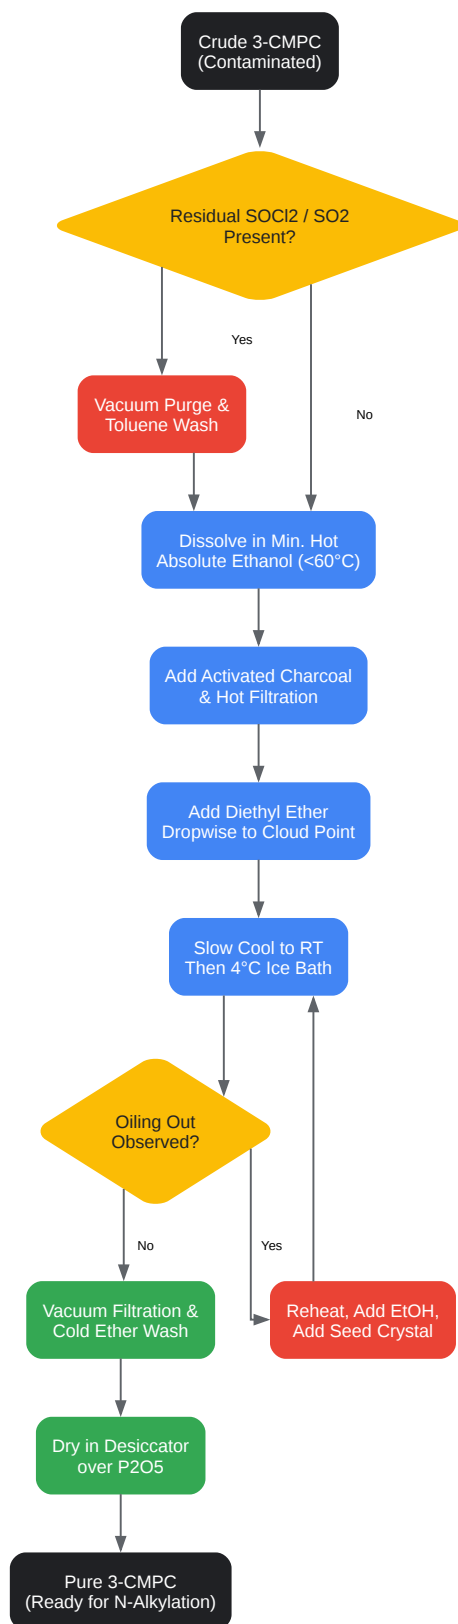 Crude 3-CMPC
(Contaminated)
Residual SOCl2 / SO2
Present?
Yes
Vacuum Purge &
Toluene Wash
No
Dissolve in Min. Hot
Absolute Ethanol (<60°C)
Add Activated Charcoal
& Hot Filtration
Add Diethyl Ether
Dropwise to Cloud Point
Slow Cool to RT
Then 4°C Ice Bath
Oiling Out
Observed?
No
Yes
Vacuum Filtration &
Cold Ether Wash
Reheat, Add EtOH,
Add Seed Crystal
Dry in Desiccator
over P2O5
Pure 3-CMPC
(Ready for N-Alkylation)